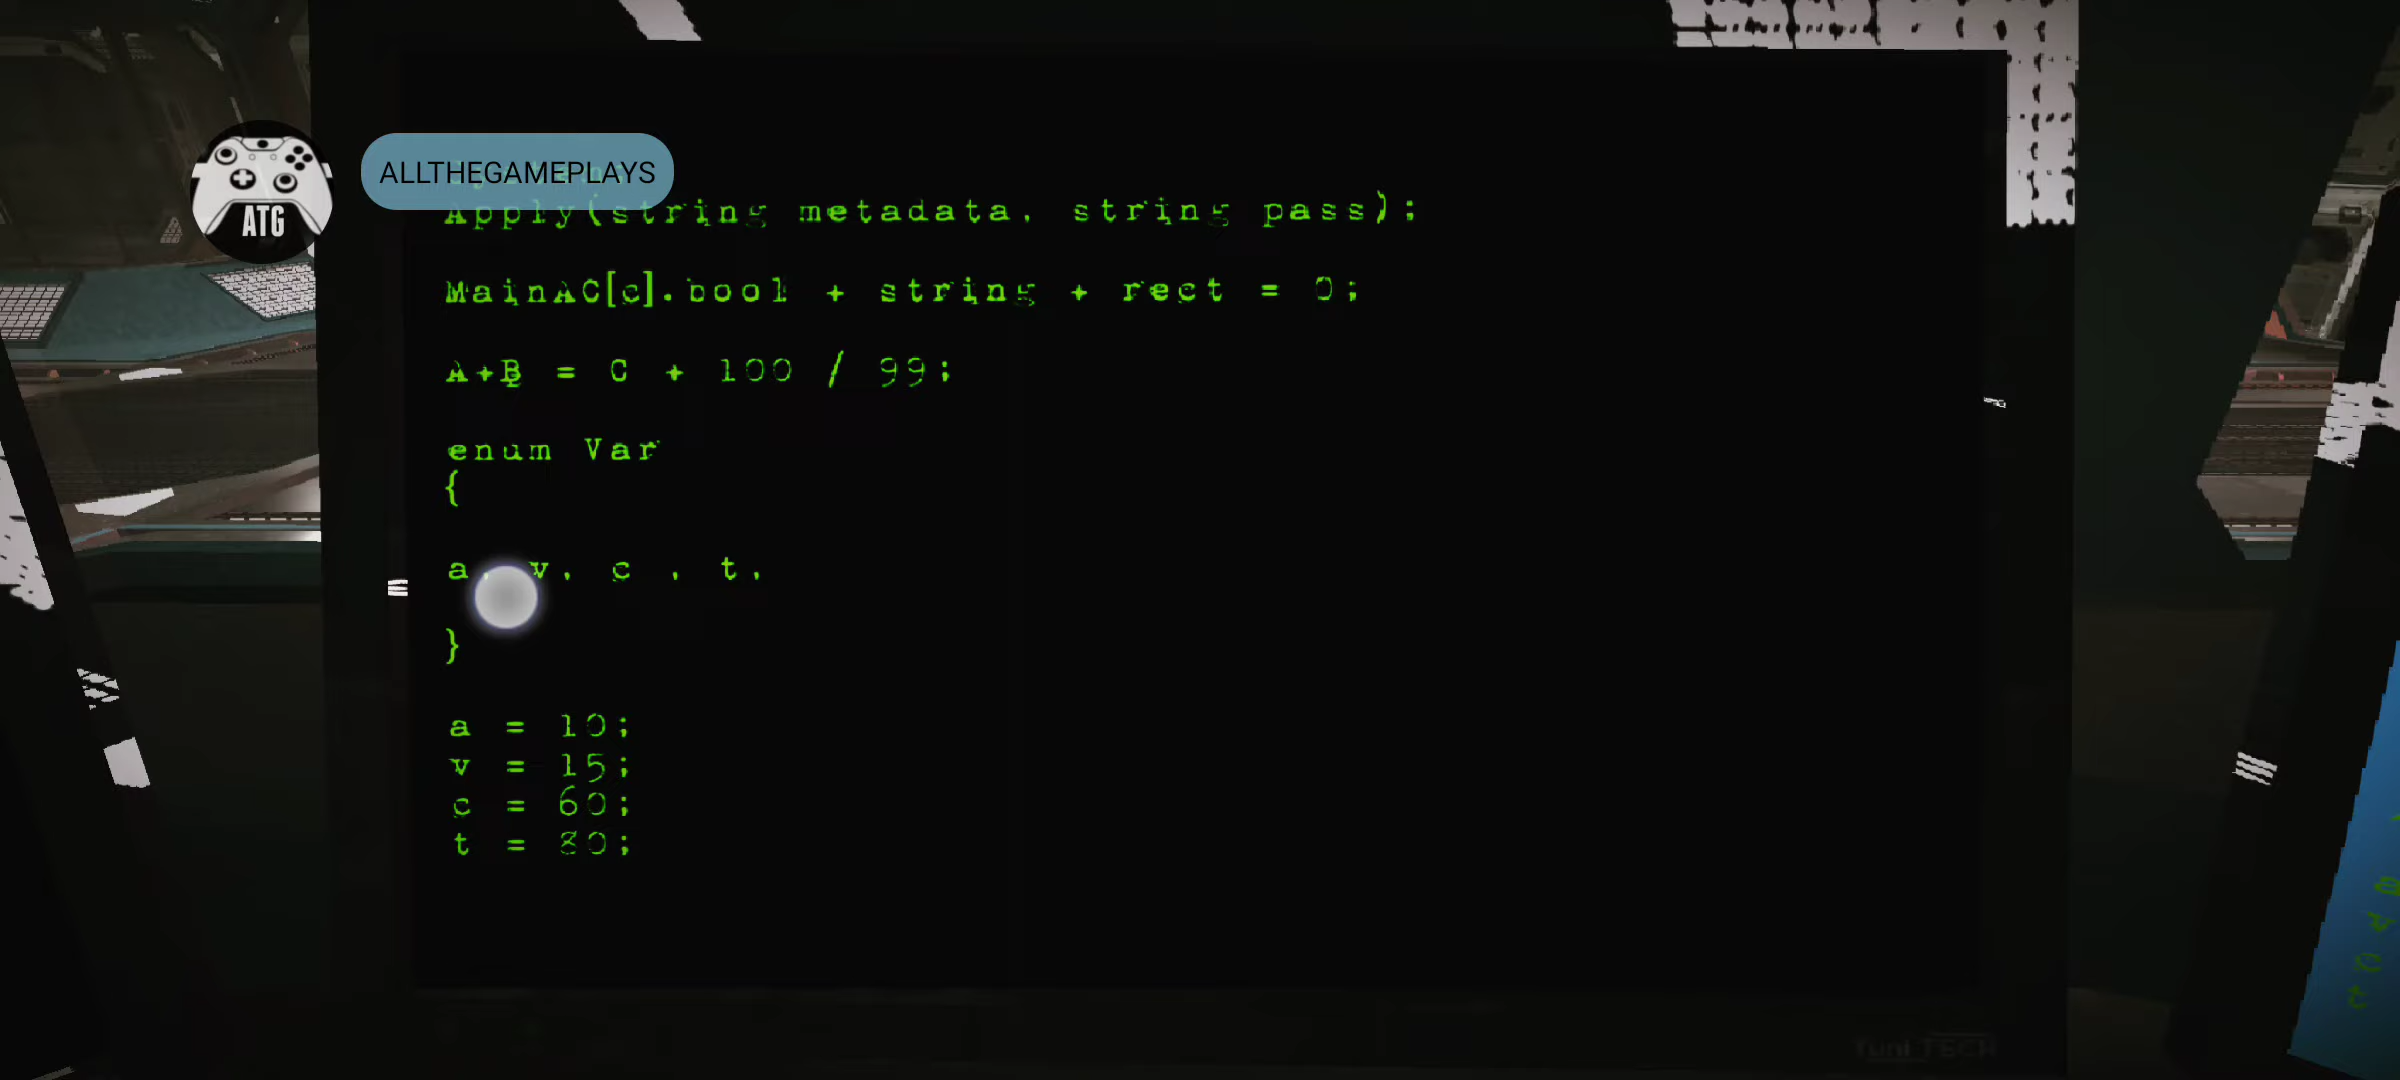 ALLTHEGAMEPLAYS
ATG
Apply(string metadata, string pass);
MainAC[c].bool + string + rect = 0;
A+B = C + 100 / 99;
enum Var
{
a, v, c , t,
}
a = 10;
v = 15;
c = 60;
t = 80;
a
v
c
t